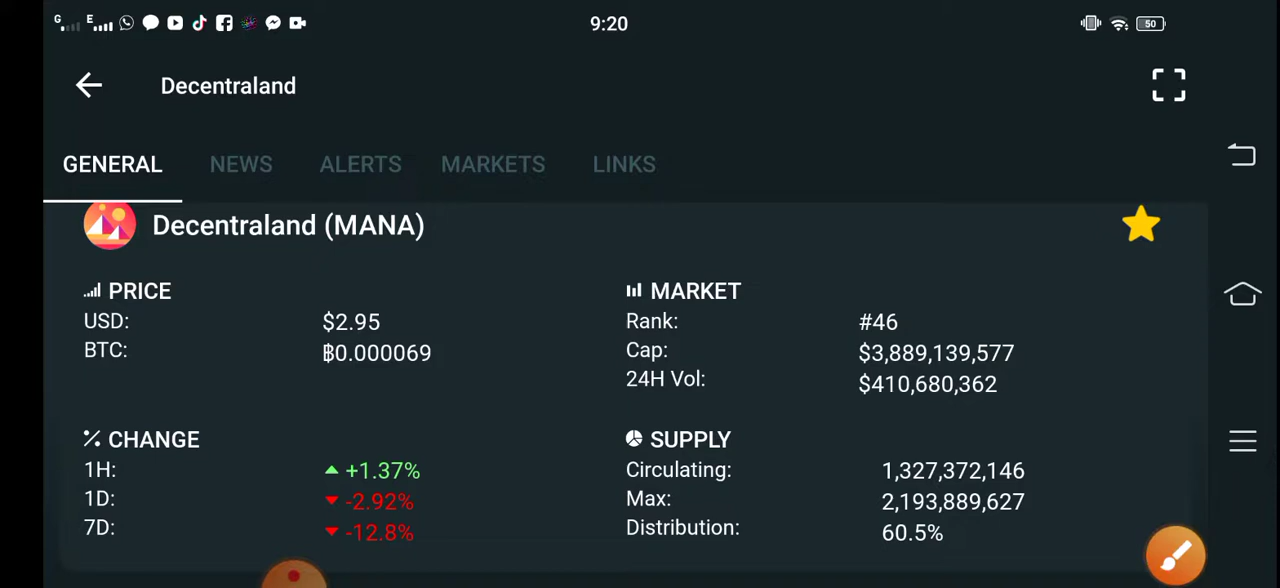 G E 9:20 50
Decentraland
GENERAL NEWS ALERTS MARKETS LINKS
Decentraland (MANA)
PRICE
USD: $2.95
BTC: ฿0.000069
MARKET
Rank: #46
Cap: $3,889,139,577
24H Vol: $410,680,362
CHANGE
1H: +1.37%
1D: -2.92%
7D: -12.8%
SUPPLY
Circulating: 1,327,372,146
Max: 2,193,889,627
Distribution: 60.5%